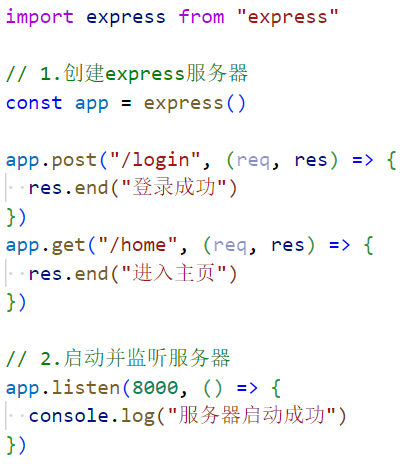 import express from "express"
// 1.创建express服务器
const app = express()
app.post("/login", (req, res) => {
  res.end("登录成功")
})
app.get("/home", (req, res) => {
  res.end("进入主页")
})
// 2.启动并监听服务器
app.listen(8000, () => {
  console.log("服务器启动成功")
})